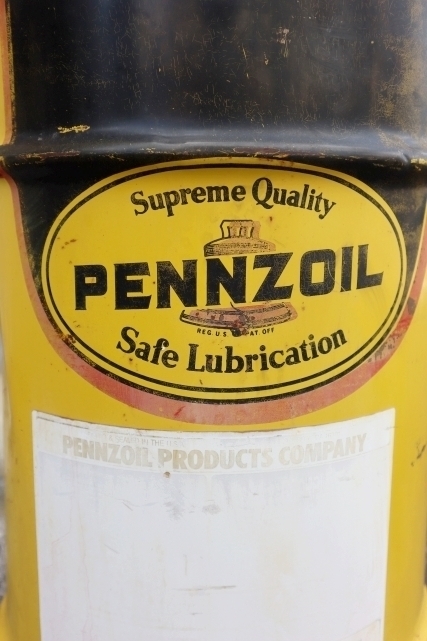 Supreme Quality
PENNZOIL
REG. U.S. PAT. OFF.
Safe Lubrication
PENNZOIL PRODUCTS COMPANY